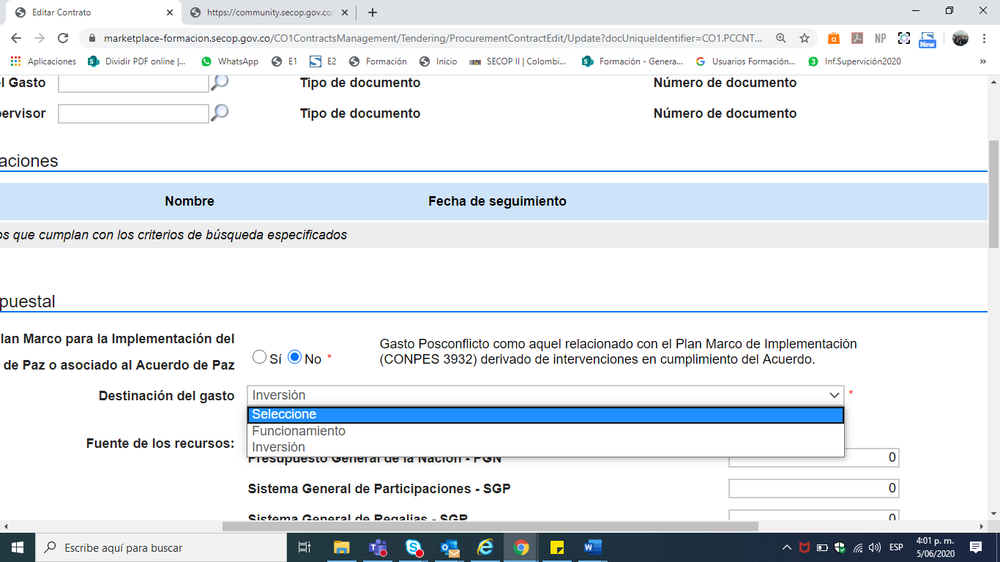 Editar Contrato
https://community.secop.gov.co/
marketplace-formacion.secop.gov.co/CO1ContractsManagement/Tendering/ProcurementContractEdit/Update?docUniqueIdentifier=CO1.PCCNT...
NP
New
Aplicaciones
Dividir PDF online |...
WhatsApp
E1
E2
Formación
Inicio
SECOP II | Colombi...
Formación - Genera...
Usuarios Formación...
3
Inf.Supervición2020
»
el Gasto
Tipo de documento
Número de documento
pervisor
Tipo de documento
Número de documento
aciones
Nombre
Fecha de seguimiento
os que cumplan con los criterios de búsqueda especificados
puestal
lan Marco para la Implementación del
de Paz o asociado al Acuerdo de Paz
Sí
No *
Gasto Posconflicto como aquel relacionado con el Plan Marco de Implementación
(CONPES 3932) derivado de intervenciones en cumplimiento del Acuerdo.
Destinación del gasto
Inversión
*
Seleccione
Funcionamiento
Inversión
Fuente de los recursos:
Presupuesto General de la Nación - PGN
0
Sistema General de Participaciones - SGP
0
Sistema General de Regalías - SGR
0
Escribe aquí para buscar
ESP
4:01 p. m.
5/06/2020